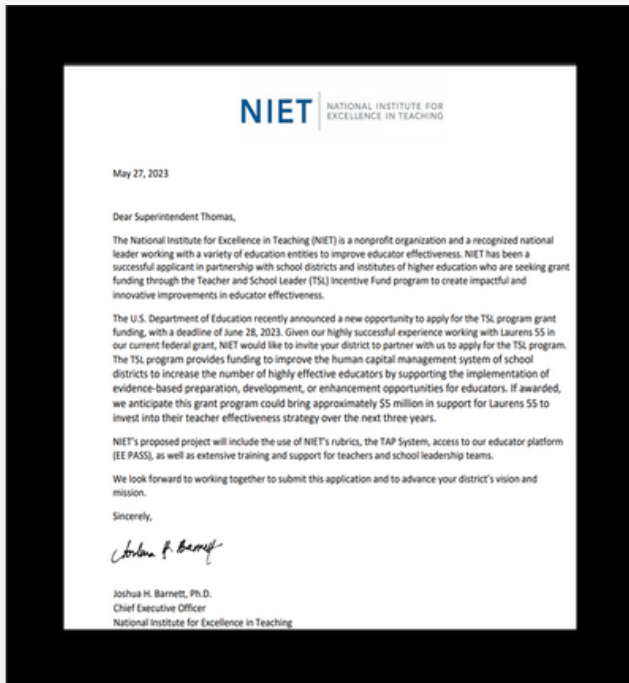 NIET NATIONAL INSTITUTE FOR
EXCELLENCE IN TEACHING
May 27, 2023
Dear Superintendent Thomas,
The National Institute for Excellence in Teaching (NIET) is a nonprofit organization and a recognized national
leader working with a variety of education entities to improve educator effectiveness. NIET has been a
successful applicant in partnership with school districts and institutes of higher education who are seeking grant
funding through the Teacher and School Leader (TSL) Incentive Fund program to create impactful and
innovative improvements in educator effectiveness.
The U.S. Department of Education recently announced a new opportunity to apply for the TSL program grant
funding, with a deadline of June 28, 2023. Given our highly successful experience working with Laurens 55 in
our current federal grant, NIET would like to invite your district to partner with us to apply for the TSL program.
The TSL program provides funding to improve the human capital management system of school
districts to increase the number of highly effective educators by supporting the implementation of
evidence-based preparation, development, or enhancement opportunities for educators. If awarded,
we anticipate this grant program could bring approximately $5 million in support for Laurens 55 to
invest into their teacher effectiveness strategy over the next three years.
NIET's proposed project will include the use of NIET's rubrics, the TAP System, access to our educator platform
(EE PASS), as well as extensive training and support for teachers and school leadership teams.
We look forward to working together to submit this application and to advance your district's vision and
mission.
Sincerely,
Joshua H. Barnett
Joshua H. Barnett, Ph.D.
Chief Executive Officer
National Institute for Excellence in Teaching